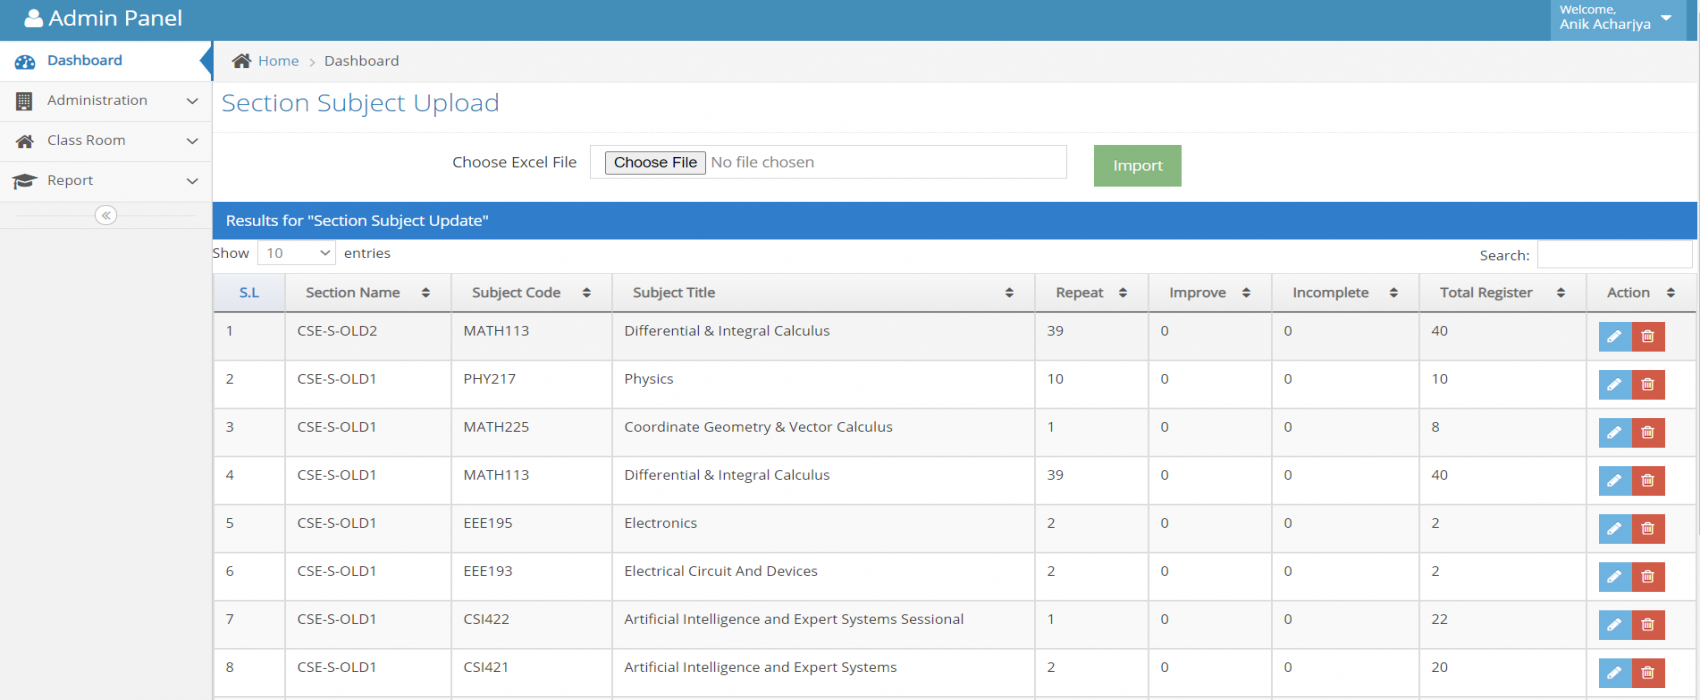 Admin Panel
Welcome,
Anik Acharjya
Dashboard
Administration
Class Room
Report
Home > Dashboard
Section Subject Upload
Choose Excel File Choose File No file chosen Import
Results for "Section Subject Update"
Show 10 entries Search:
S.L Section Name Subject Code Subject Title Repeat Improve Incomplete Total Register Action
1 CSE-S-OLD2 MATH113 Differential & Integral Calculus 39 0 0 40
2 CSE-S-OLD1 PHY217 Physics 10 0 0 10
3 CSE-S-OLD1 MATH225 Coordinate Geometry & Vector Calculus 1 0 0 8
4 CSE-S-OLD1 MATH113 Differential & Integral Calculus 39 0 0 40
5 CSE-S-OLD1 EEE195 Electronics 2 0 0 2
6 CSE-S-OLD1 EEE193 Electrical Circuit And Devices 2 0 0 2
7 CSE-S-OLD1 CSI422 Artificial Intelligence and Expert Systems Sessional 1 0 0 22
8 CSE-S-OLD1 CSI421 Artificial Intelligence and Expert Systems 2 0 0 20